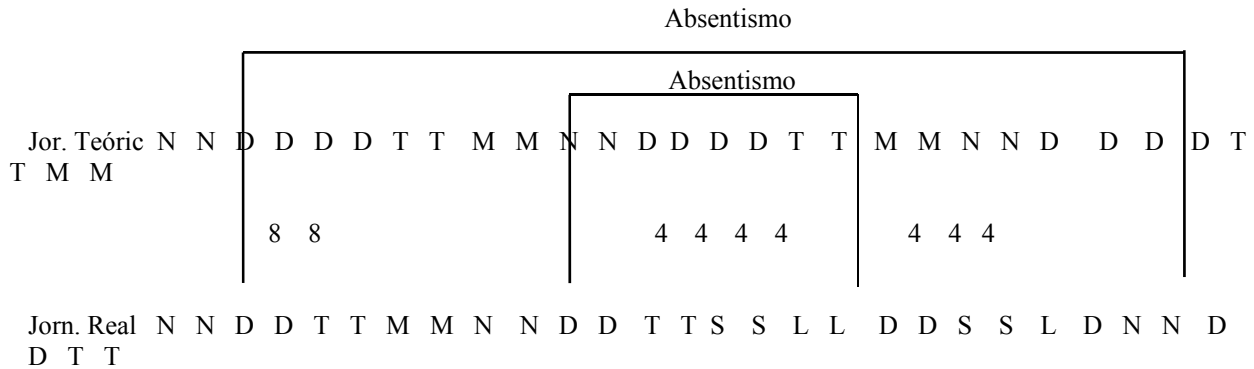 Absentismo
Absentismo
Jor. Teóric N N D D D D T T M M N N D D D D T T M M N N D D D D T
T M M
8 8 4 4 4 4 4 4 4
Jorn. Real N N D D T T M M N N D D T T S S L L D D S S L D N N D
D T T